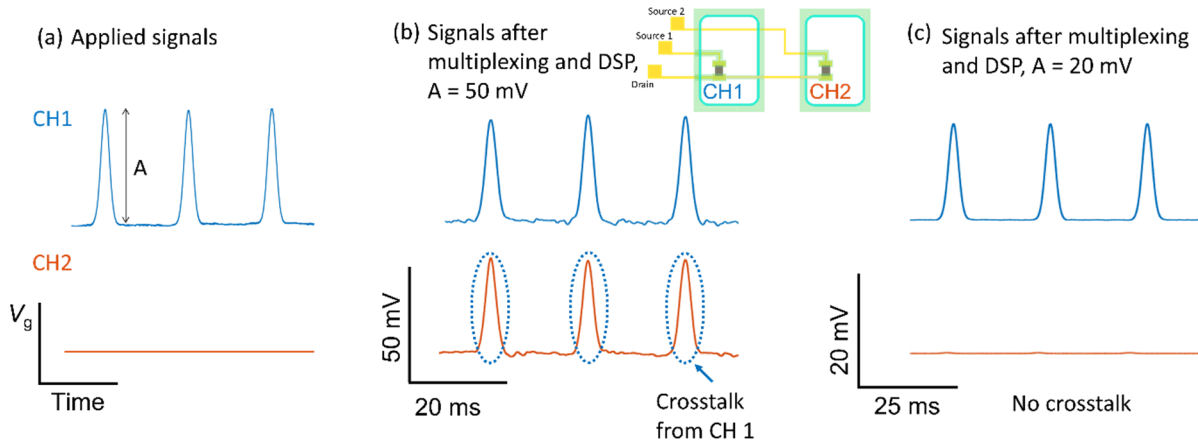 (a) Applied signals
CH1
A
CH2
Vg
Time
(b) Signals after
multiplexing and DSP,
A = 50 mV
Source 2
Source 1
Drain
CH1
CH2
50 mV
20 ms
Crosstalk
from CH 1
(c) Signals after multiplexing
and DSP, A = 20 mV
20 mV
25 ms
No crosstalk